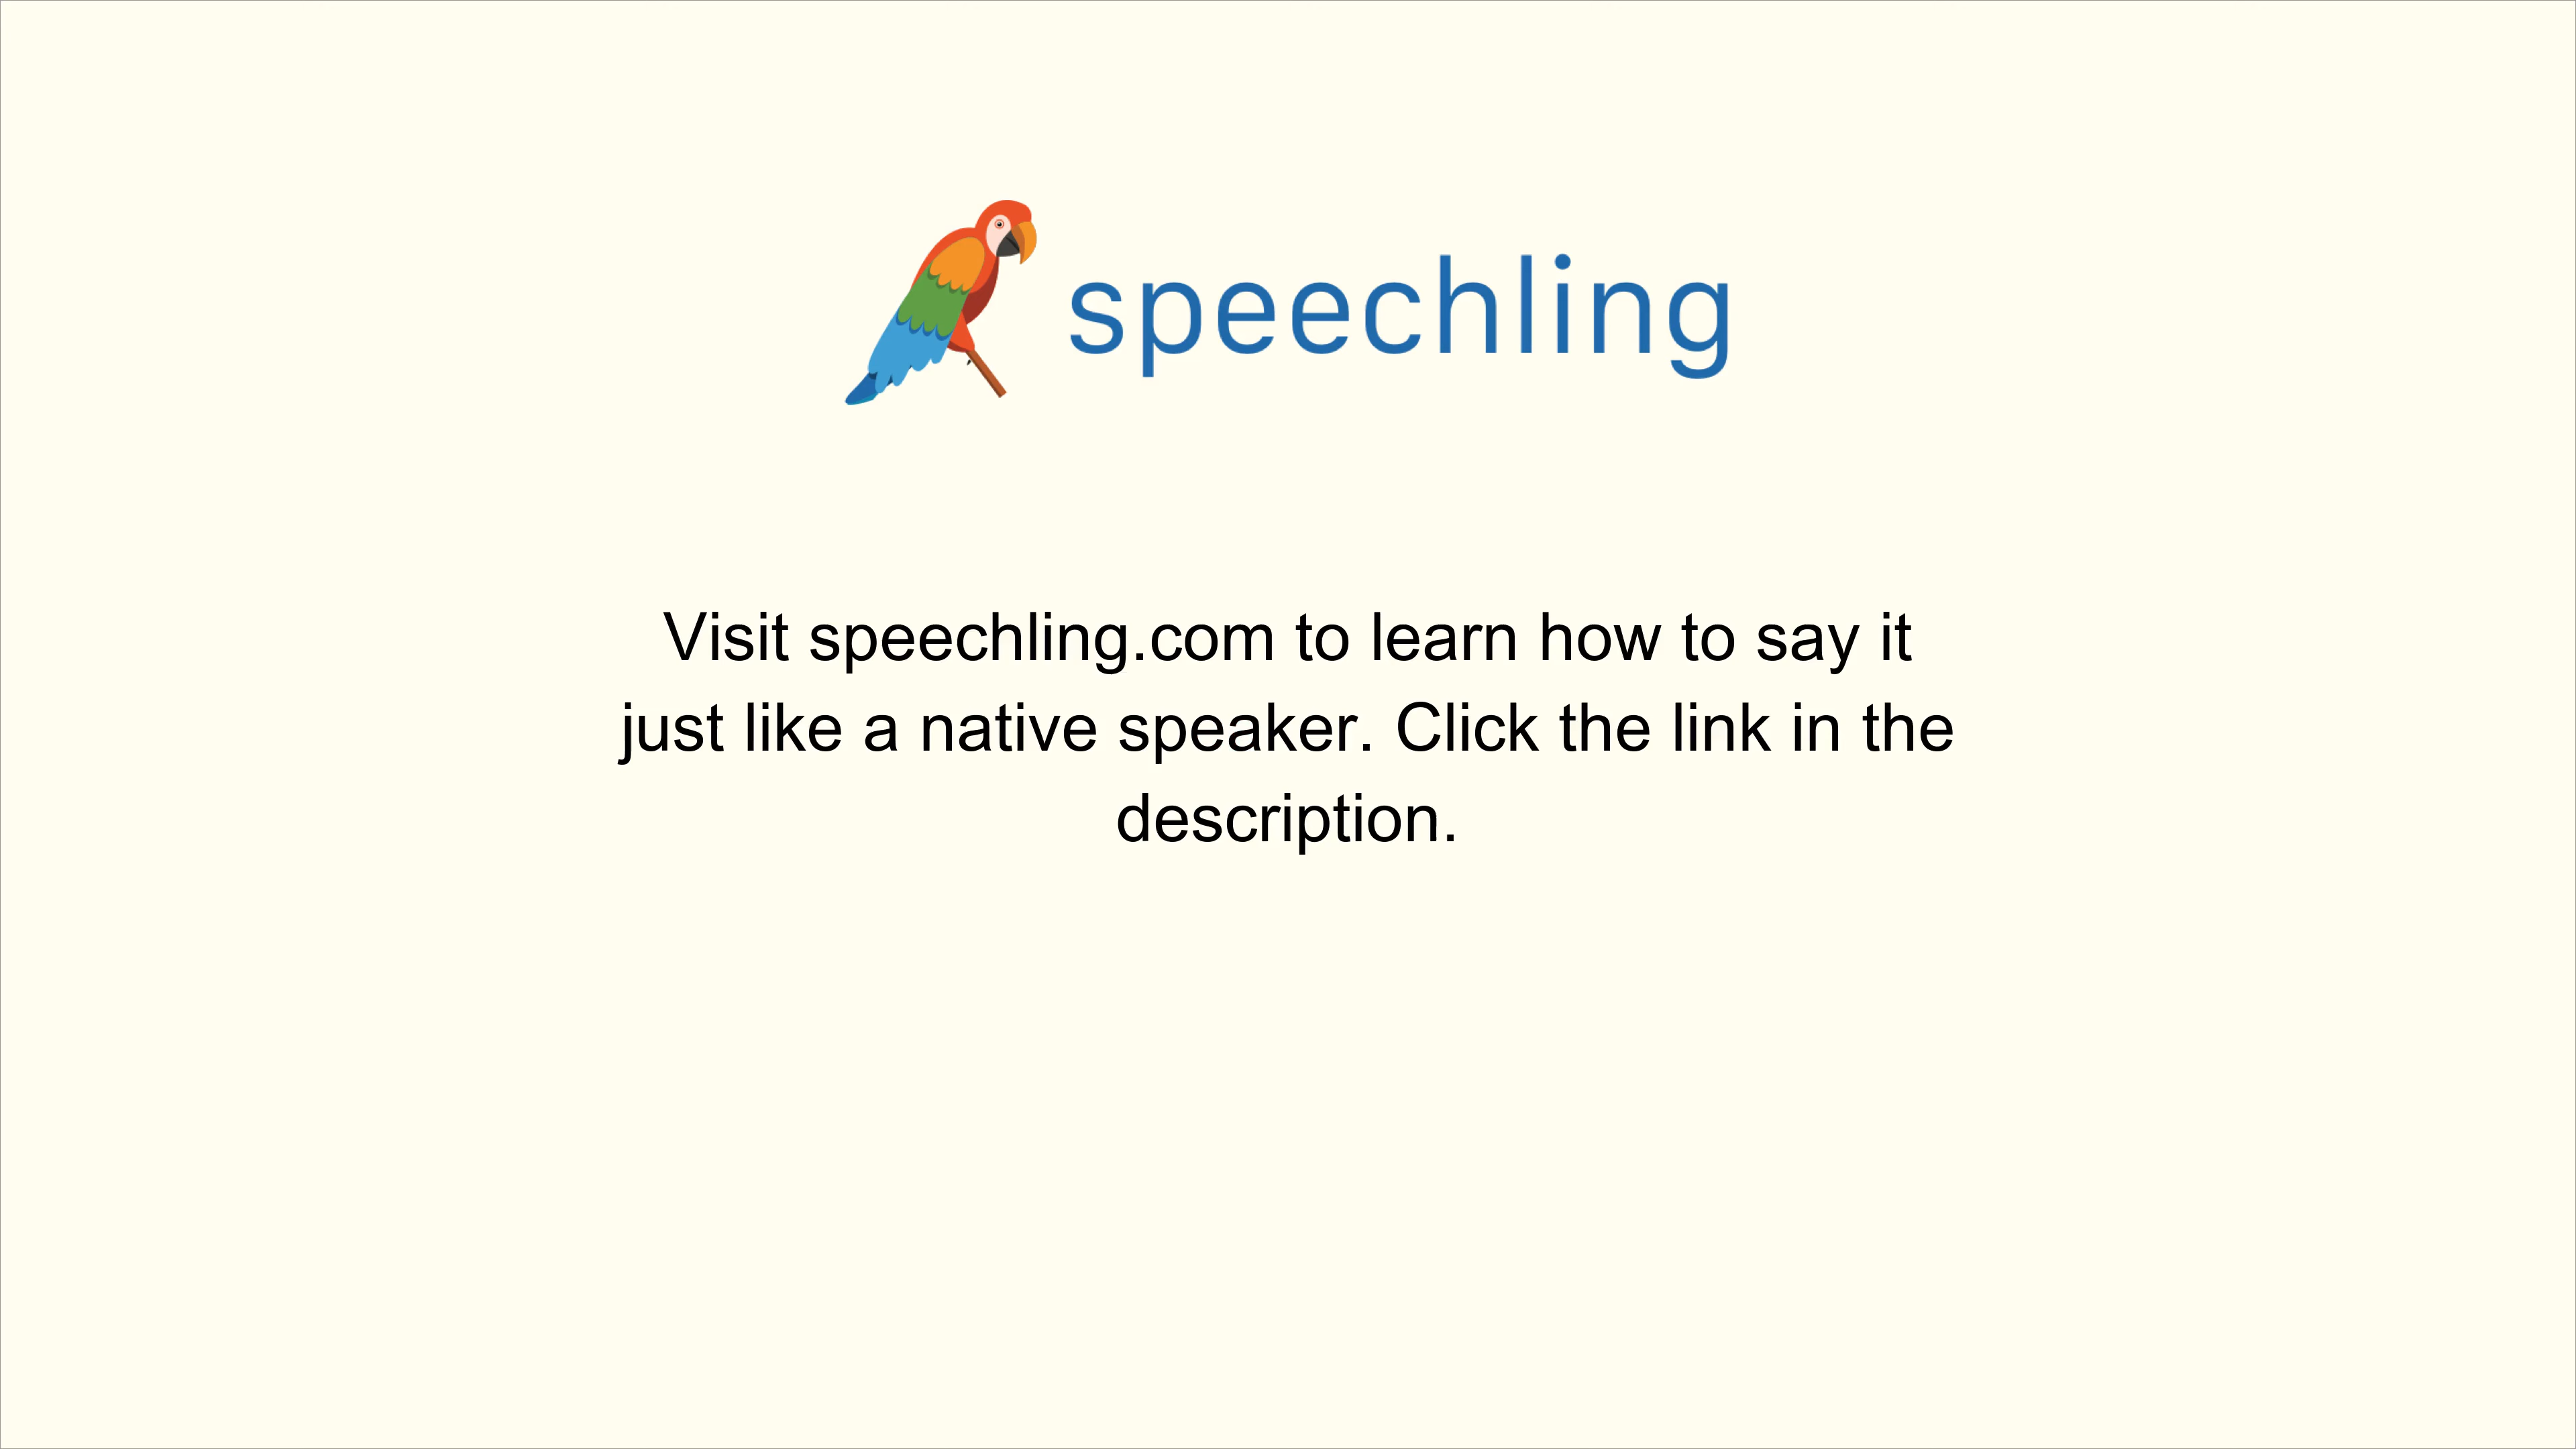 speechling
Visit speechling.com to learn how to say it
just like a native speaker. Click the link in the
description.